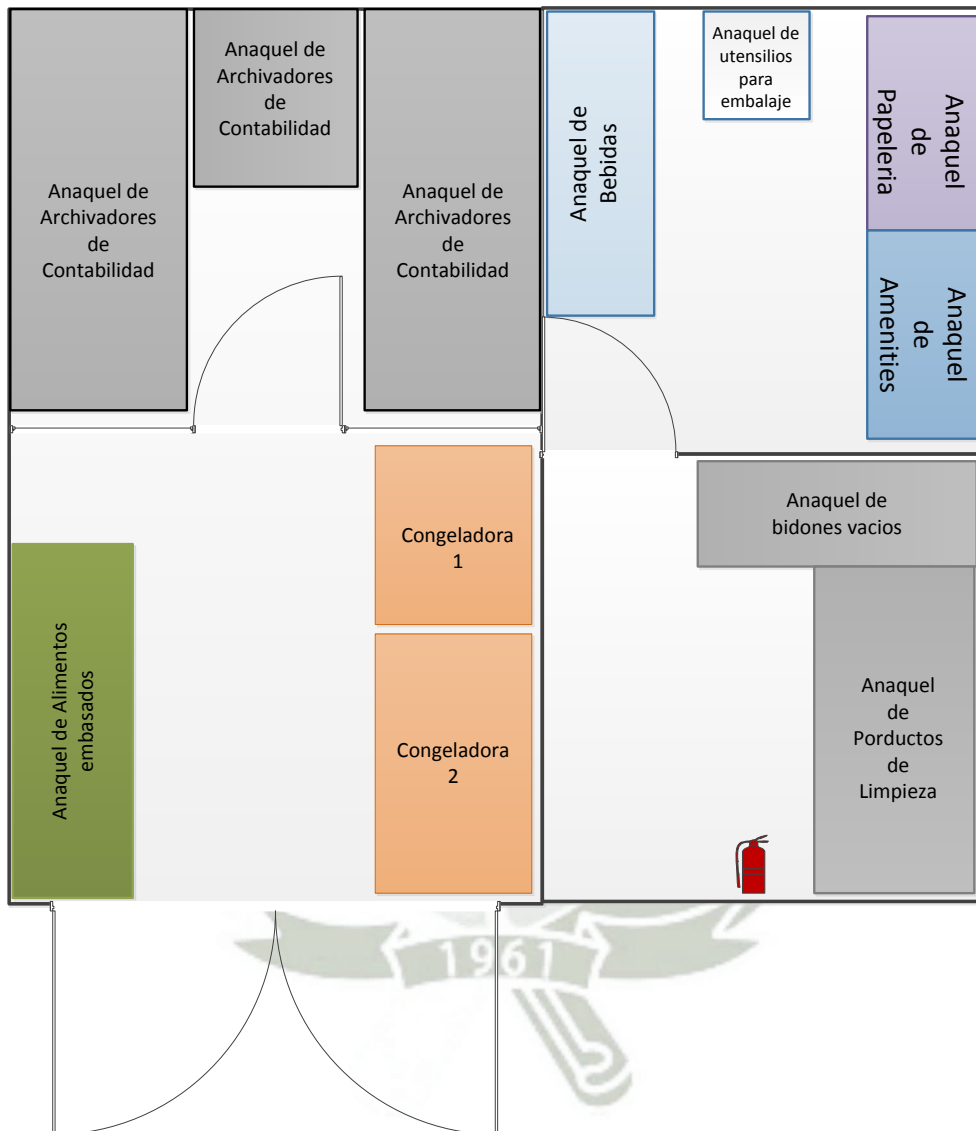 Anaquel de
Archivadores
de
Contabilidad
Anaquel de
Archivadores
de
Contabilidad
Anaquel de
Archivadores
de
Contabilidad
Anaquel de
Bebidas
Anaquel de
utensilios
para
embalaje
Anaquel
de
Papeleria
Anaquel
de
Amenities
Anaquel de Alimentos
embasados
Congeladora
1
Congeladora
2
Anaquel de
bidones vacios
Anaquel
de
Porductos
de
Limpieza
1961